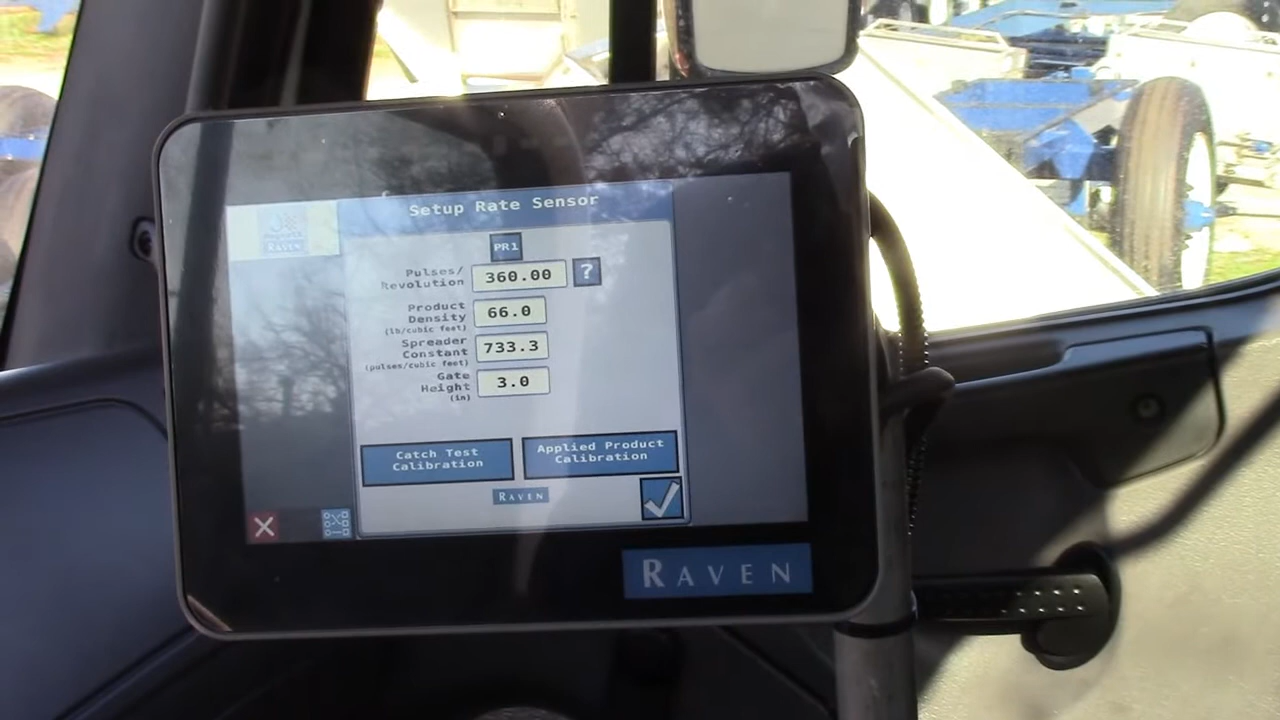 Setup Rate Sensor
RAVEN
PR1
Pulses/
Revolution
360.00
?
Product
Density
(lb/cubic feet)
66.0
Spreader
Constant
(pulses/cubic feet)
733.3
Gate
Height
(in)
3.0
Catch Test
Calibration
Applied Product
Calibration
RAVEN
RAVEN